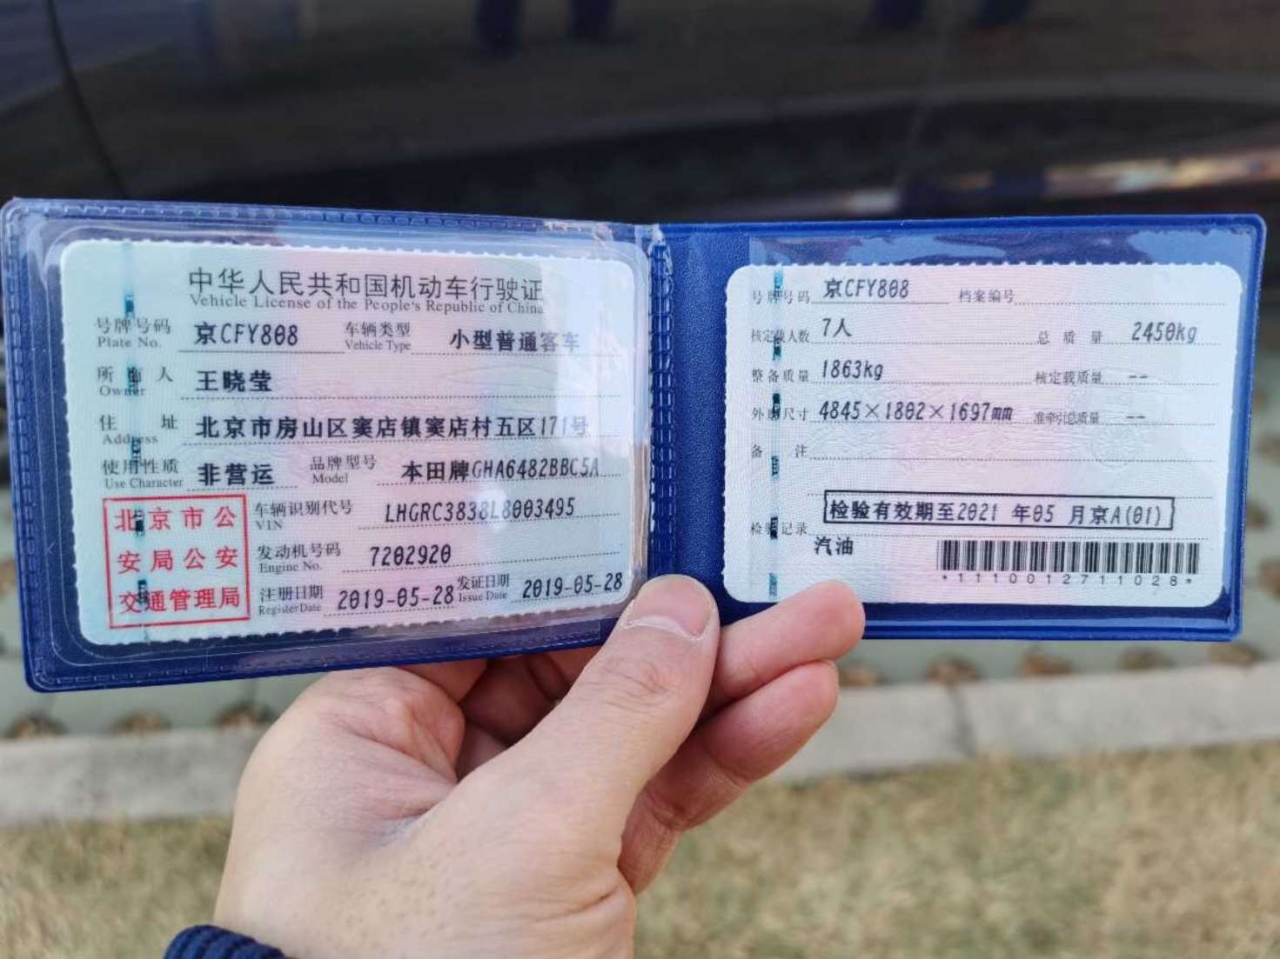 中华人民共和国机动车行驶证
Vehicle License of the People's Republic of China
号牌号码 京CFY808 车辆类型 小型普通客车
Plate No. Vehicle Type
所有人 王晓莹
Owner
住址 北京市房山区窦店镇窦店村五区171号
Address
使用性质 非营运 品牌型号 本田牌GHA6482BBC5A
Use Character Model
北京市公
安局公安
交通管理局
车辆识别代号 LHGRC3838L8003495
VIN
发动机号码 7202920
Engine No.
注册日期 2019-05-28 发证日期 2019-05-28
Register Date Issue Date
号牌号码 京CFY808 档案编号
核定载人数 7人 总质量 2450kg
整备质量 1863kg 核定载质量 --
外廓尺寸 4845×1802×1697mm 准牵引总质量 --
备注
检验有效期至2021年05月京A(01)
检验记录
汽油
*1110012711028*